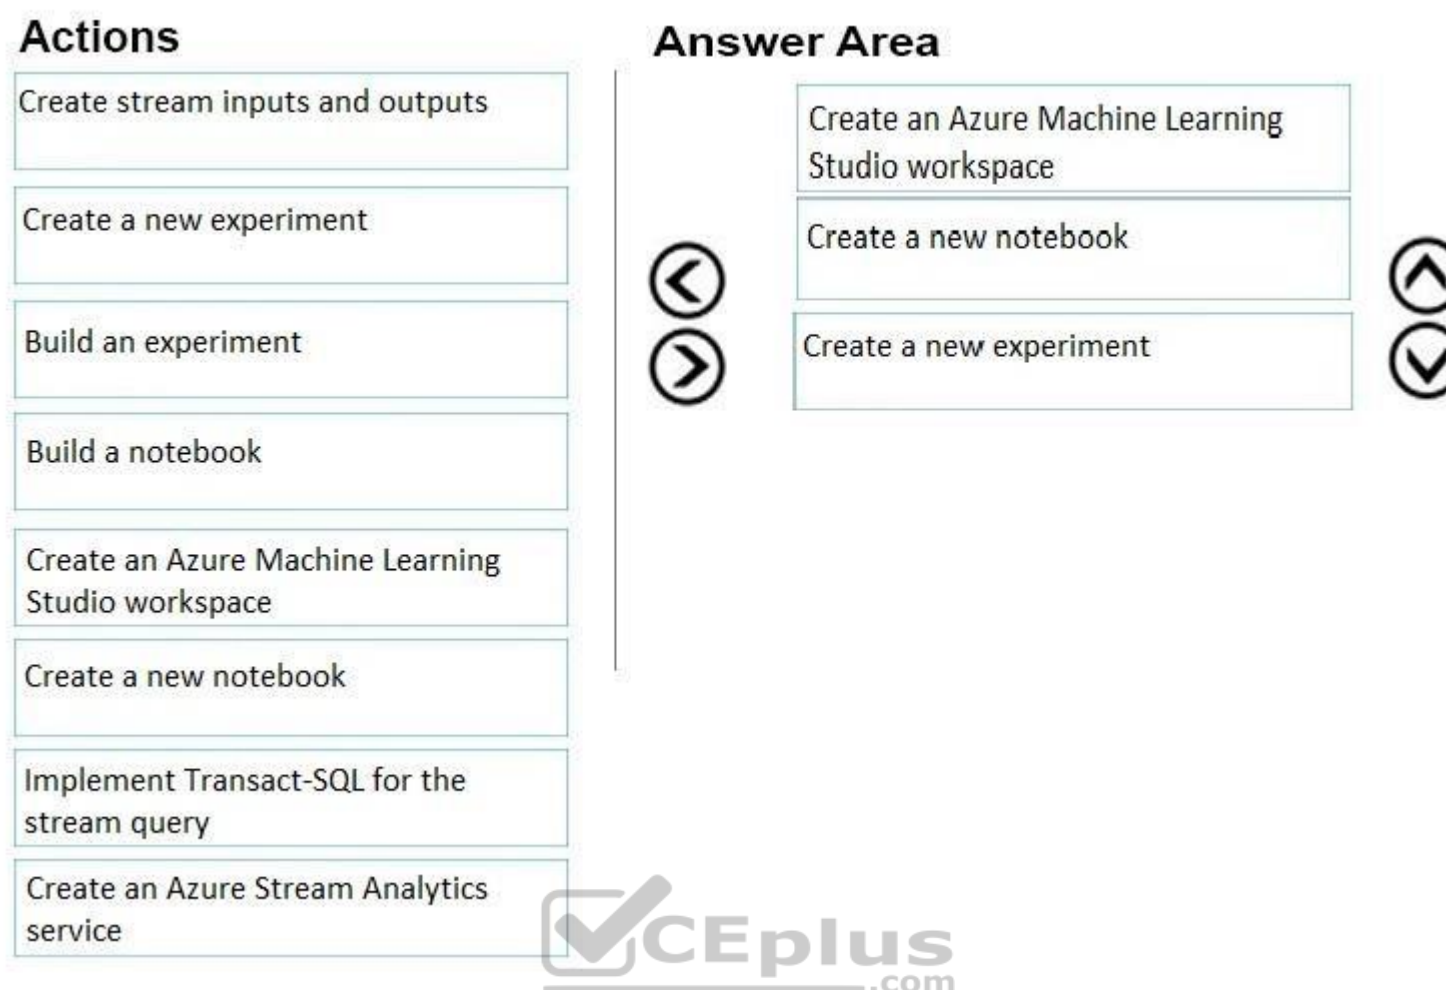 Actions
Create stream inputs and outputs
Create a new experiment
Build an experiment
Build a notebook
Create an Azure Machine Learning
Studio workspace
Create a new notebook
Implement Transact-SQL for the
stream query
Create an Azure Stream Analytics
service
Answer Area
Create an Azure Machine Learning
Studio workspace
Create a new notebook
Create a new experiment
CEplus
.com